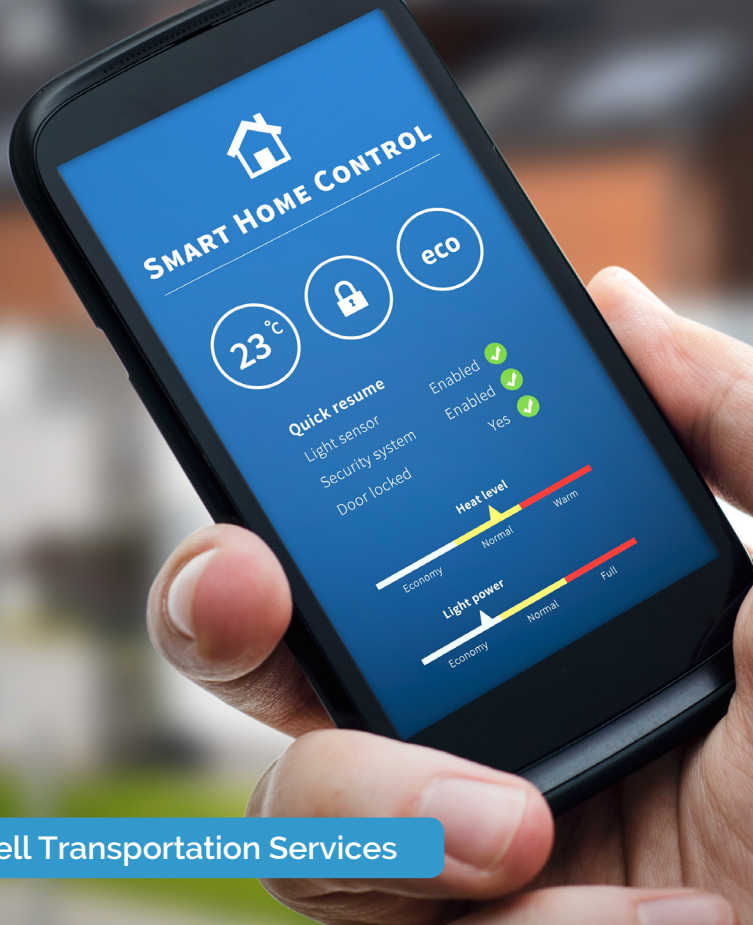 SMART HOME CONTROL
23°C
eco
Quick resume
Light sensor Enabled
Security system Enabled
Door locked Yes
Heat level
Economy Normal Warm
Light power
Economy Normal Full
ell Transportation Services